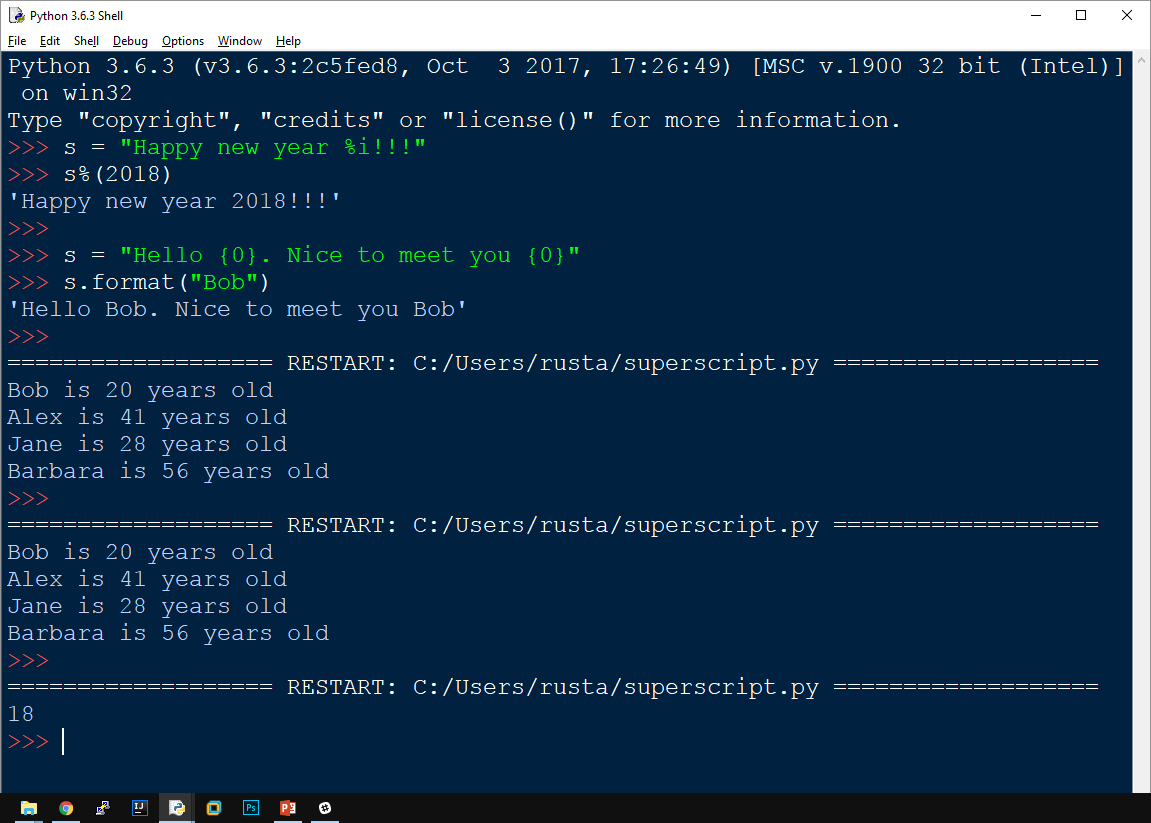 Python 3.6.3 Shell
File Edit Shell Debug Options Window Help
Python 3.6.3 (v3.6.3:2c5fed8, Oct  3 2017, 17:26:49) [MSC v.1900 32 bit (Intel)]
 on win32
Type "copyright", "credits" or "license()" for more information.
>>> s = "Happy new year %i!!!"
>>> s%(2018)
'Happy new year 2018!!!'
>>>
>>> s = "Hello {0}. Nice to meet you {0}"
>>> s.format("Bob")
'Hello Bob. Nice to meet you Bob'
>>>
=================== RESTART: C:/Users/rusta/superscript.py ===================
Bob is 20 years old
Alex is 41 years old
Jane is 28 years old
Barbara is 56 years old
>>>
=================== RESTART: C:/Users/rusta/superscript.py ===================
Bob is 20 years old
Alex is 41 years old
Jane is 28 years old
Barbara is 56 years old
>>>
=================== RESTART: C:/Users/rusta/superscript.py ===================
18
>>>
IJ Ps P